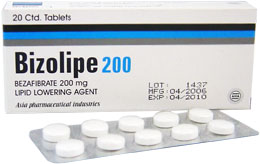 20 Ctd. Tablets
Bizolipe 200
BEZAFIBRATE 200 mg
LIPID LOWERING AGENT
Asia pharmaceutical industries
LOT: 1437
MFG: 04/2006
EXP: 04/2010